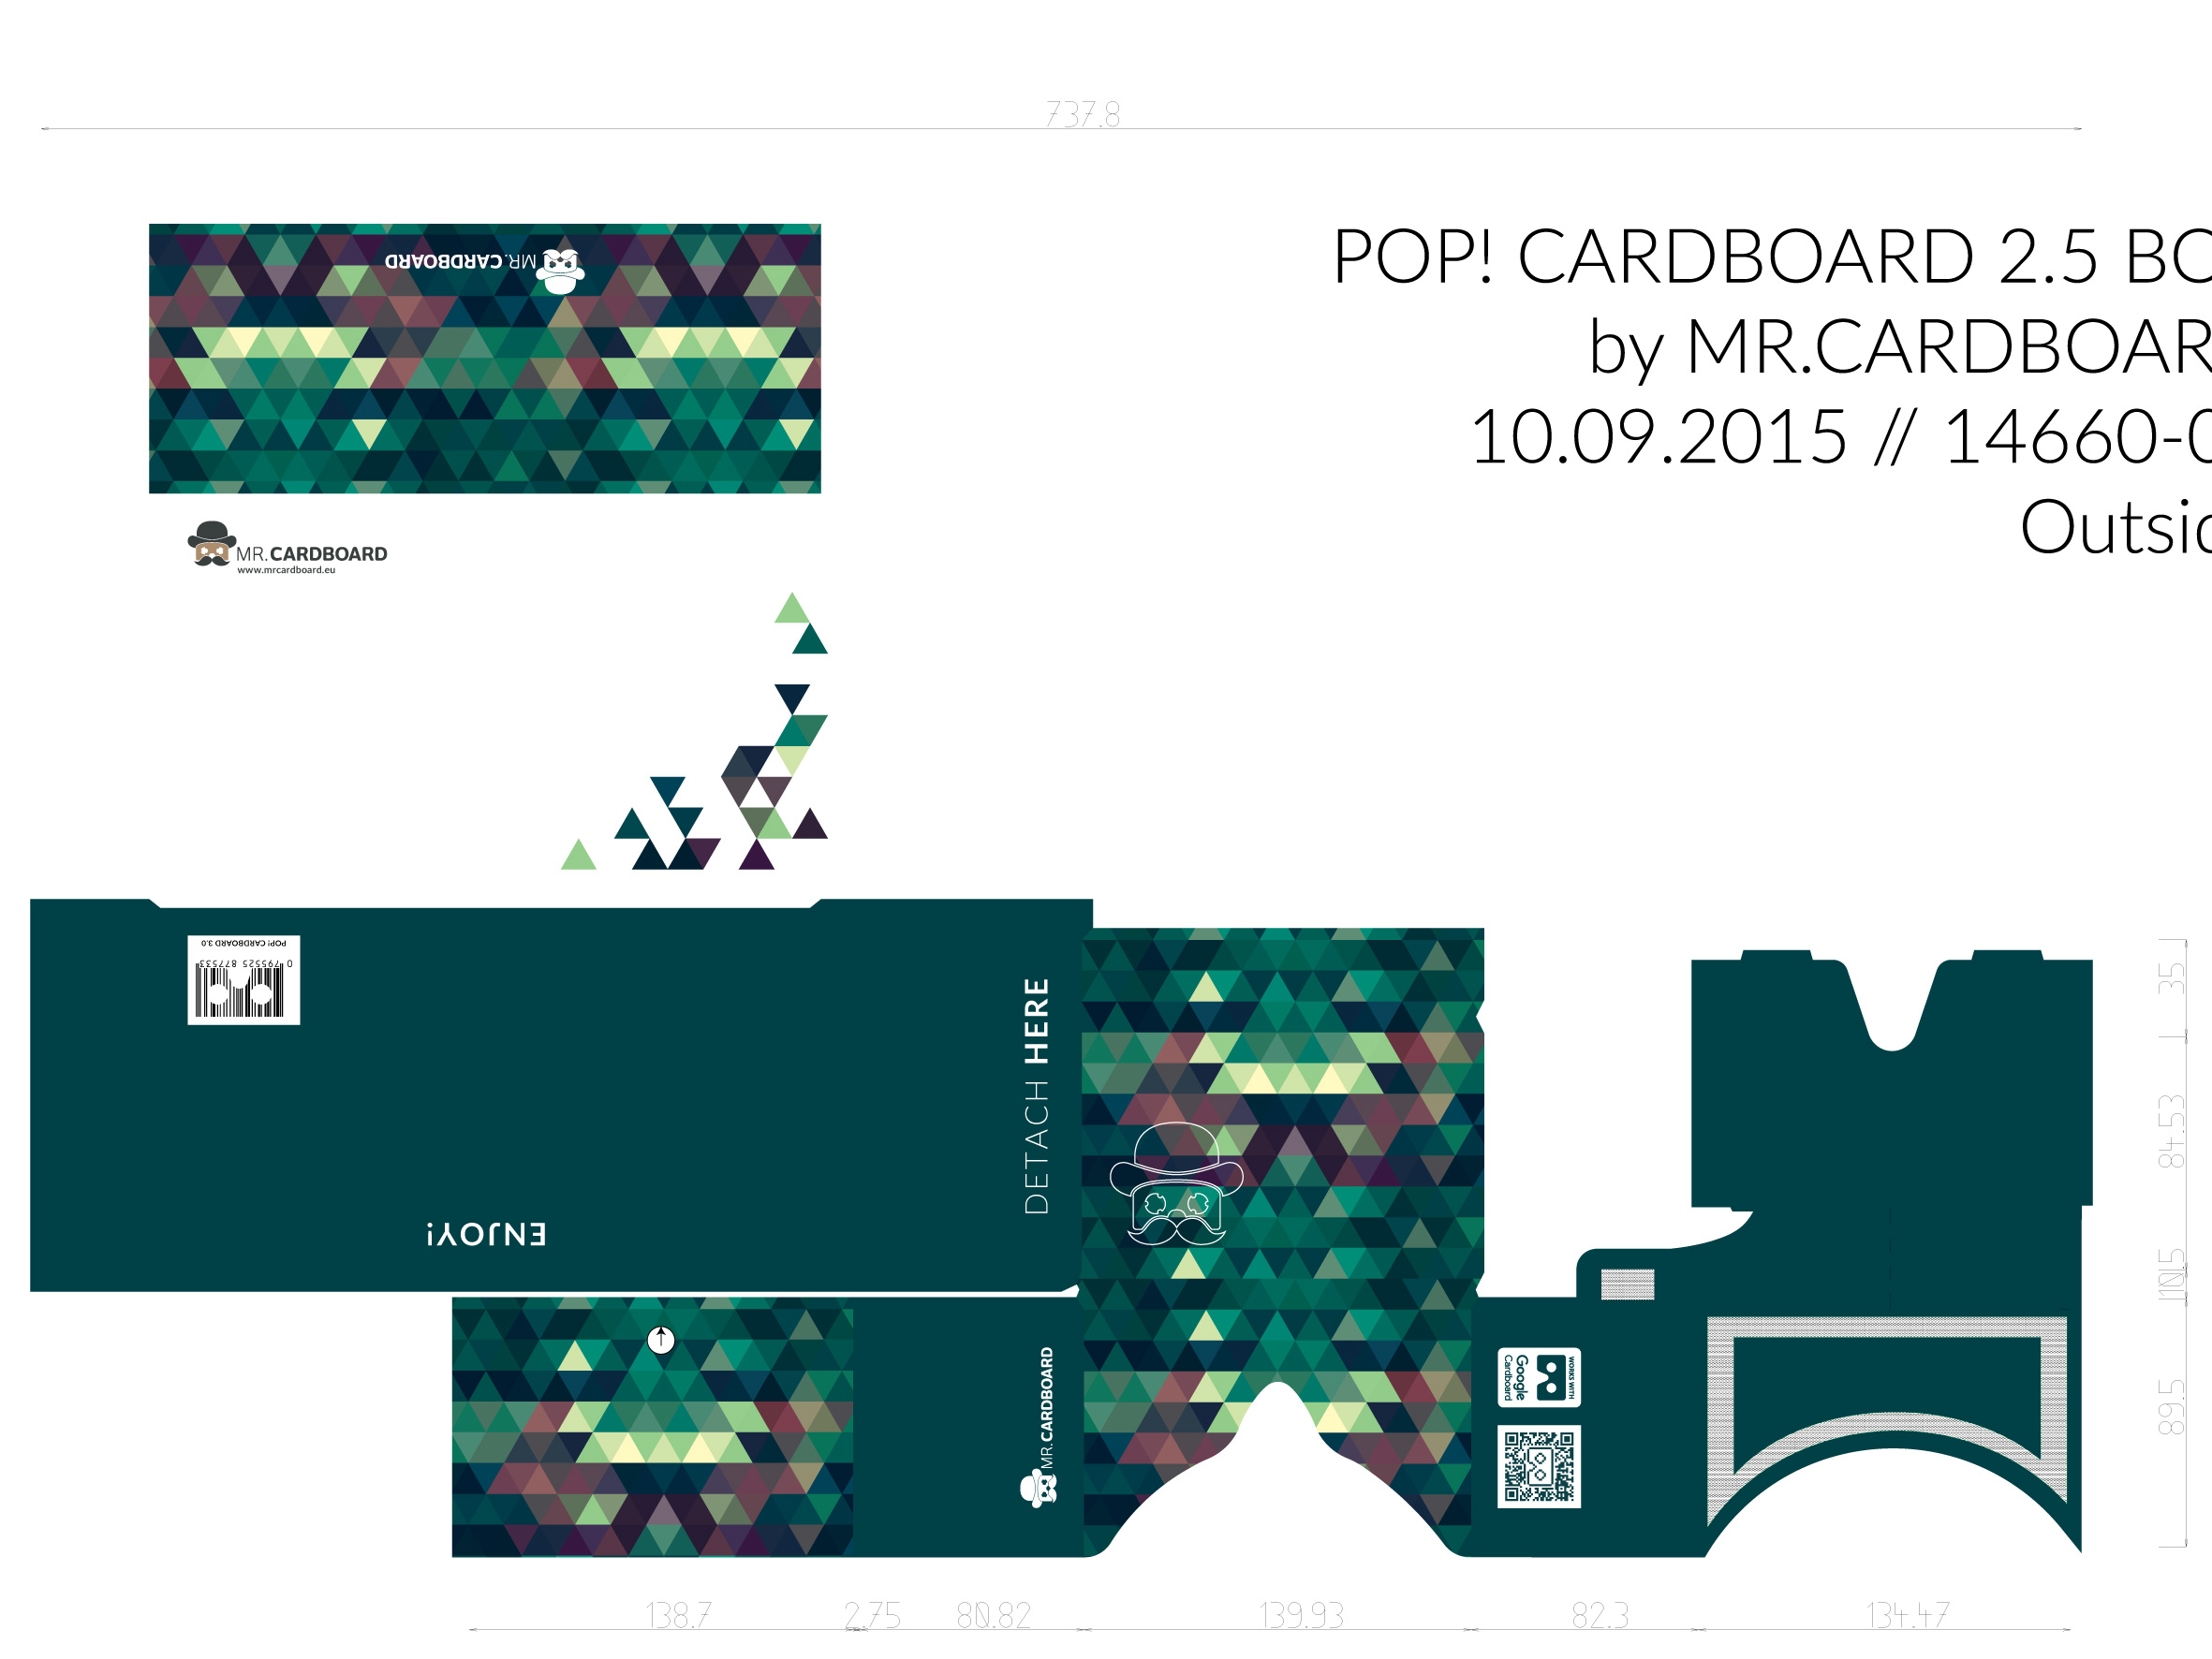 737.8
POP! CARDBOARD 2.5 BO
by MR.CARDBOAR
10.09.2015 // 14660-0
Outsid
MR.CARDBOARD
MR.CARDBOARD
www.mrcardboard.eu
POP! CARDBOARD 3.0
0 795525 877533
DETACH HERE
ENJOY!
MR.CARDBOARD
WORKS WITH
Google
Cardboard
35
84.53
10.5
89.5
138.7
2.75
80.82
139.93
82.3
134.47